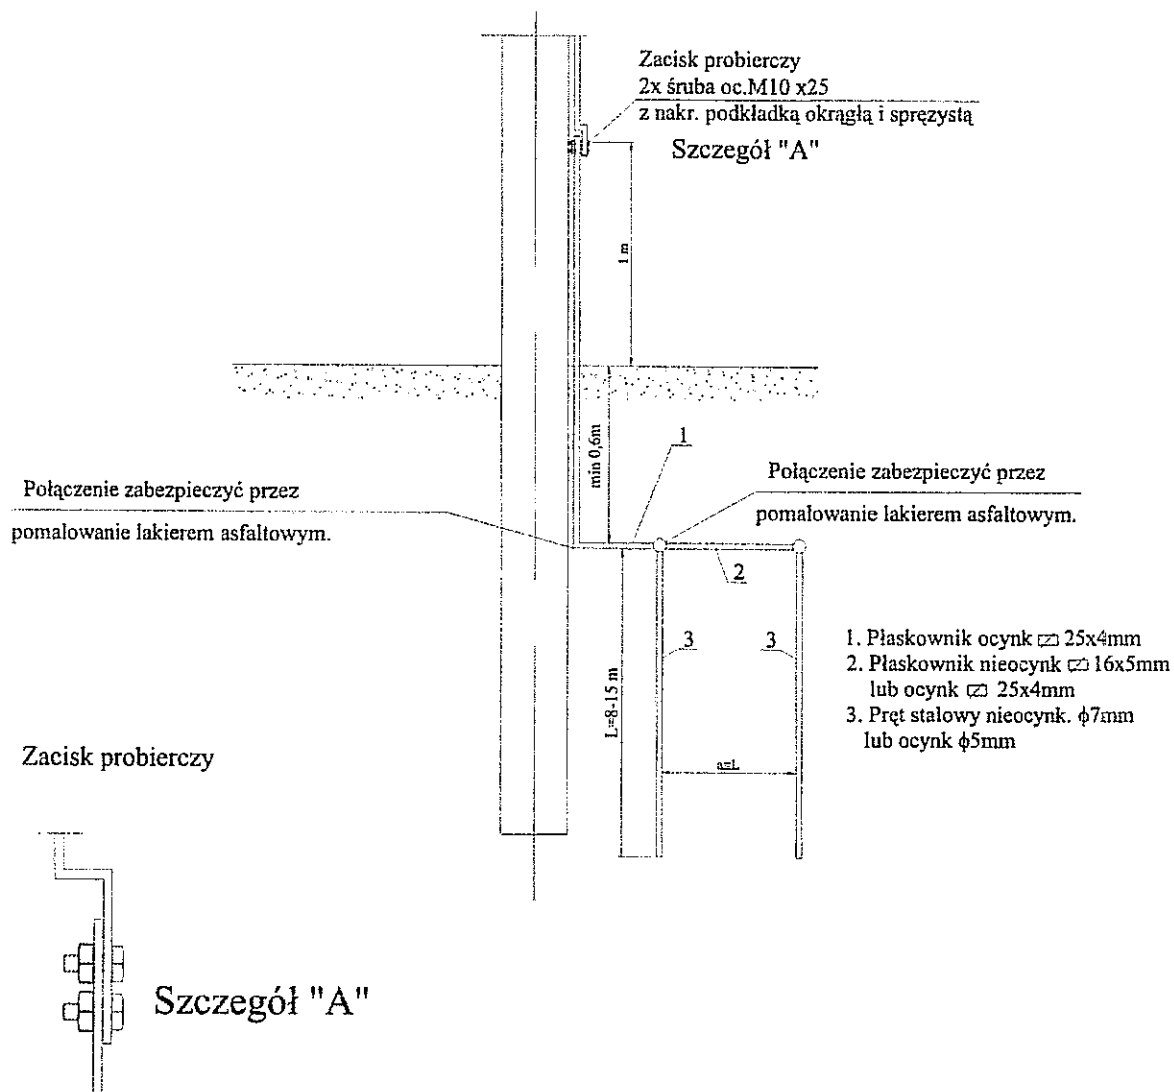 Zacisk probierczy
2x śruba oc.M10 x25
z nakr. podkładką okrągłą i spręzystą
Szczegół "A"
1 m
min 0,6m
1
Połączenie zabezpieczyć przez
pomalowanie lakierem asfaltowym.
Połączenie zabezpieczyć przez
pomalowanie lakierem asfaltowym.
2
3
3
L=8-15 m
a=L
1. Płaskownik ocynk 25x4mm
2. Płaskownik nieocynk 16x5mm
lub ocynk 25x4mm
3. Pręt stalowy nieocynk. ϕ7mm
lub ocynk ϕ5mm
Zacisk probierczy
Szczegół "A"